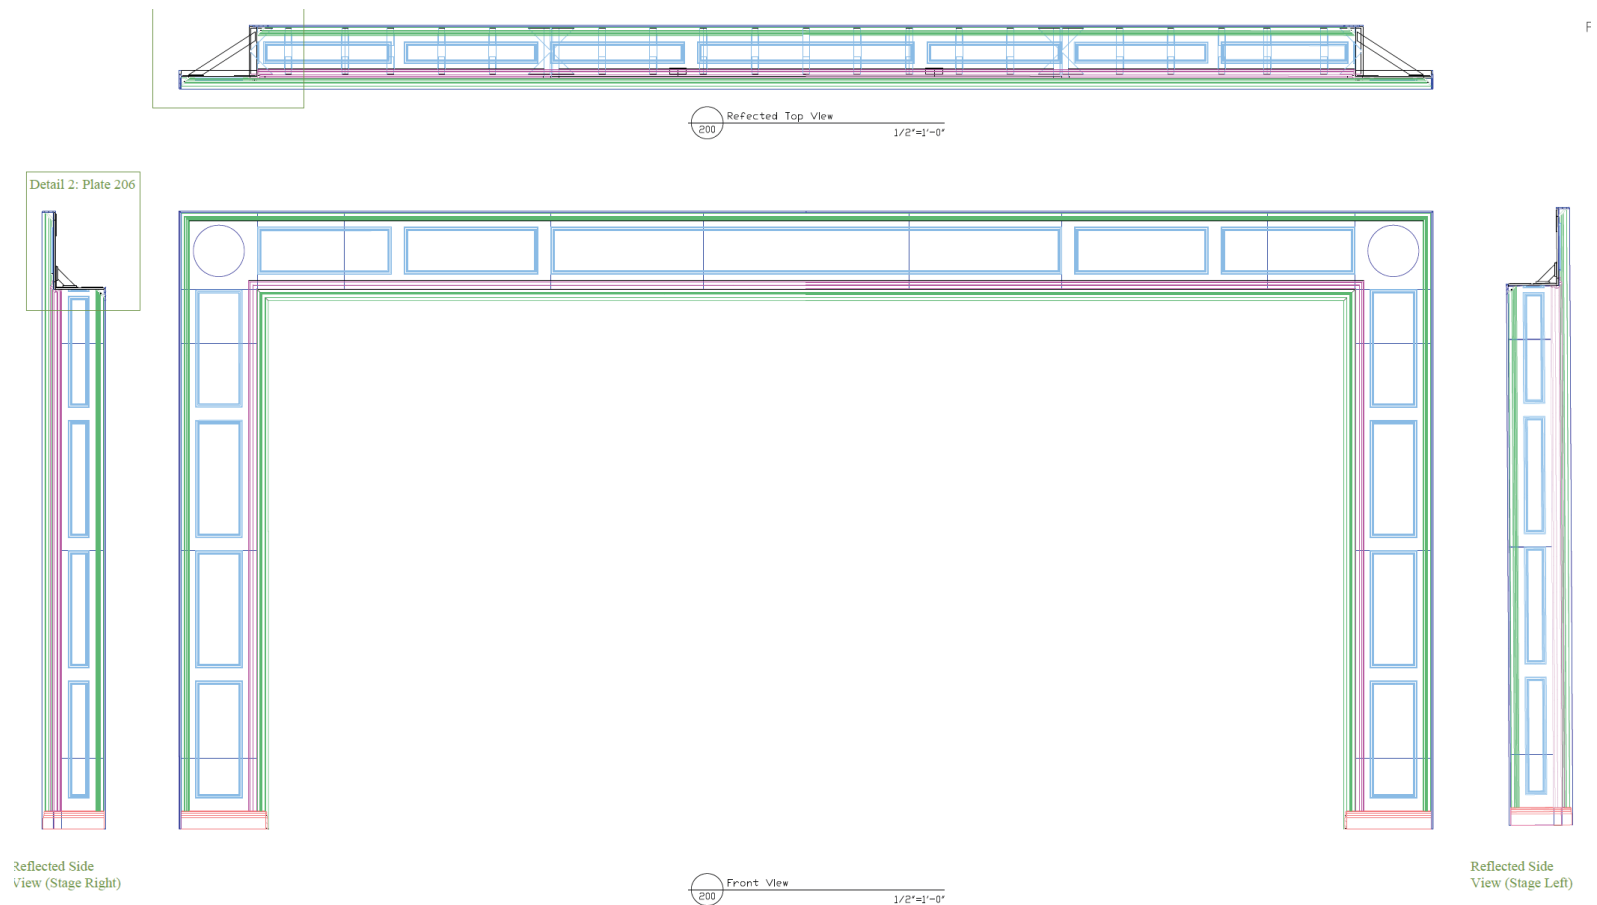 F
Refected Top View
200
1/2"=1'-0"
Detail 2: Plate 206
Reflected Side
View (Stage Right)
Reflected Side
View (Stage Left)
Front View
200
1/2"=1'-0"